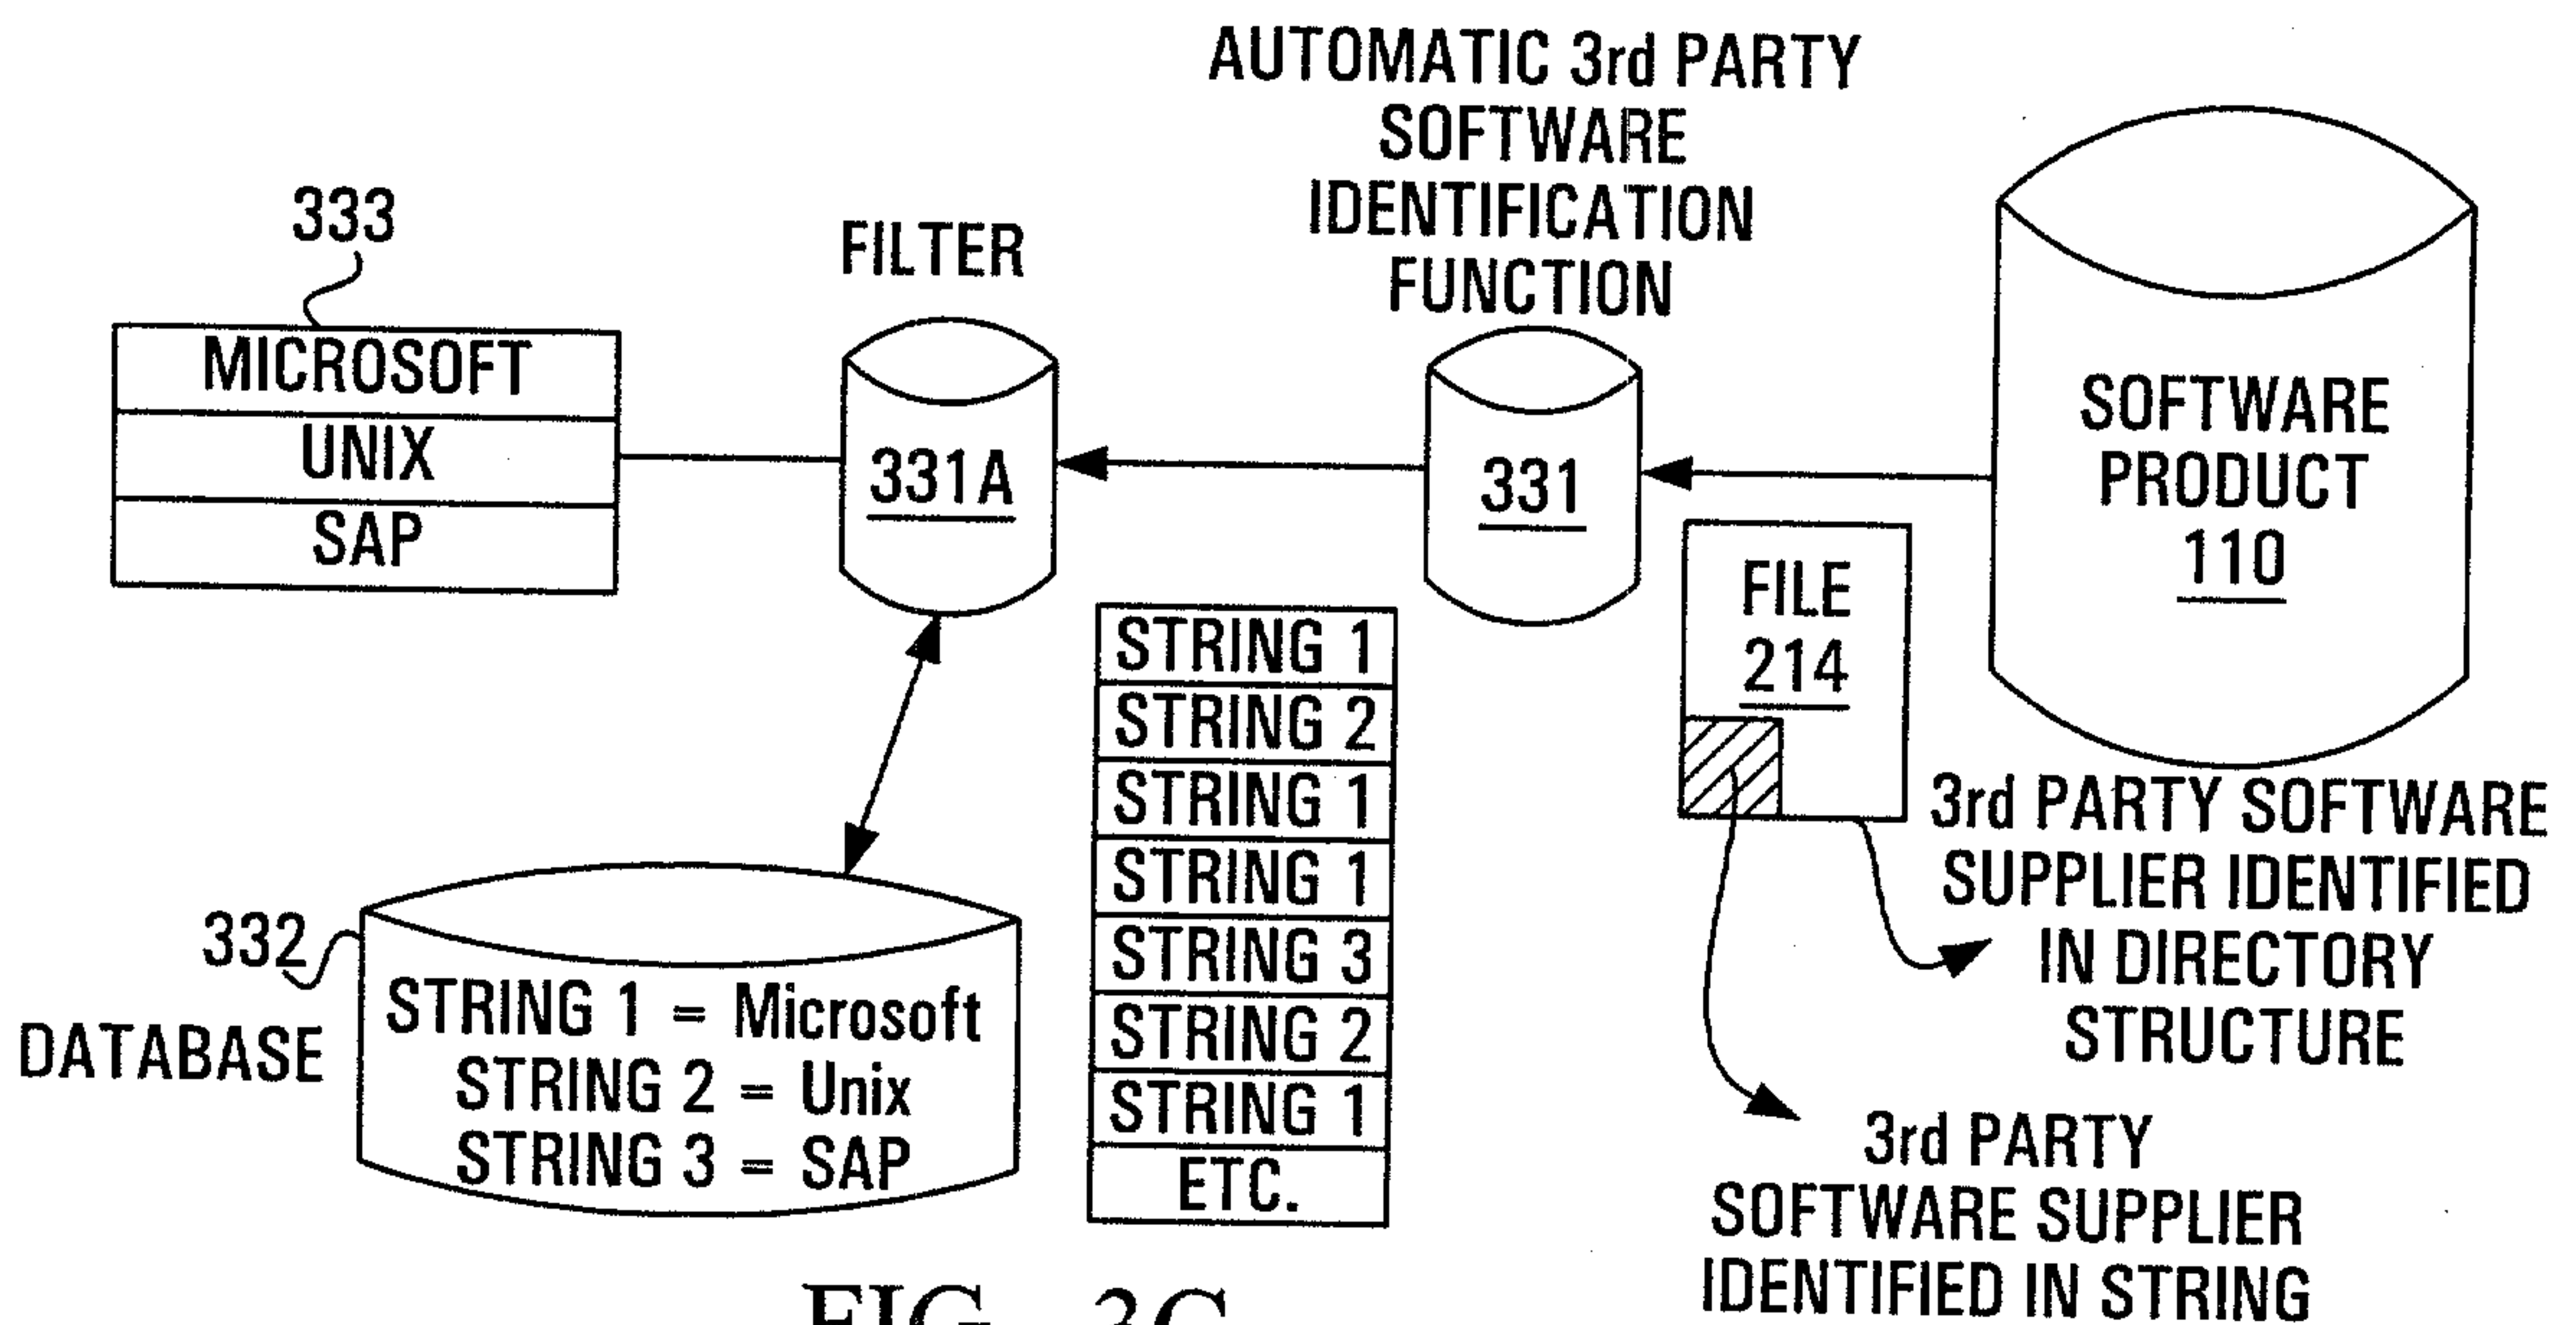 AUTOMATIC 3rd PARTY
SOFTWARE
IDENTIFICATION
FUNCTION
333
FILTER
MICROSOFT
UNIX
SAP
331A
331
SOFTWARE
PRODUCT
110
FILE
214
STRING 1
STRING 2
STRING 1
STRING 1
STRING 3
STRING 2
STRING 1
ETC.
332
DATABASE
STRING 1 = Microsoft
STRING 2 = Unix
STRING 3 = SAP
3rd PARTY SOFTWARE
SUPPLIER IDENTIFIED
IN DIRECTORY
STRUCTURE
3rd PARTY
SOFTWARE SUPPLIER
IDENTIFIED IN STRING
FIG. 3C